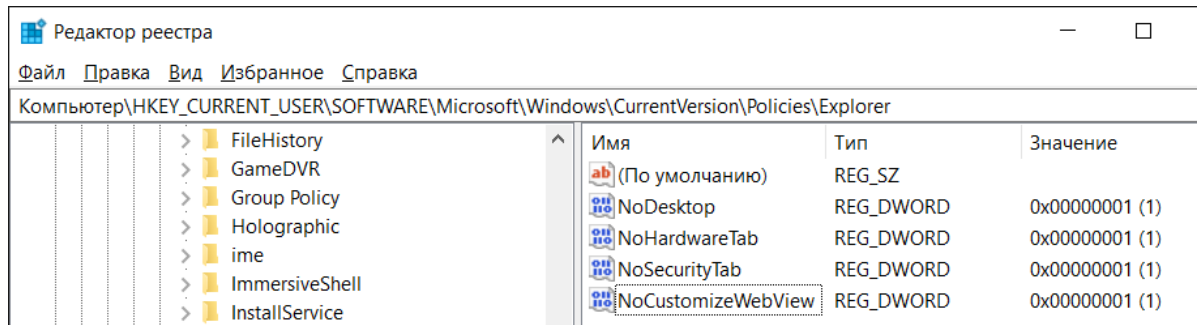 Редактор реестра
Файл Правка Вид Избранное Справка
Компьютер\HKEY_CURRENT_USER\SOFTWARE\Microsoft\Windows\CurrentVersion\Policies\Explorer
FileHistory
GameDVR
Group Policy
Holographic
ime
ImmersiveShell
InstallService
Имя Тип Значение
(По умолчанию) REG_SZ
NoDesktop REG_DWORD 0x00000001 (1)
NoHardwareTab REG_DWORD 0x00000001 (1)
NoSecurityTab REG_DWORD 0x00000001 (1)
NoCustomizeWebView REG_DWORD 0x00000001 (1)